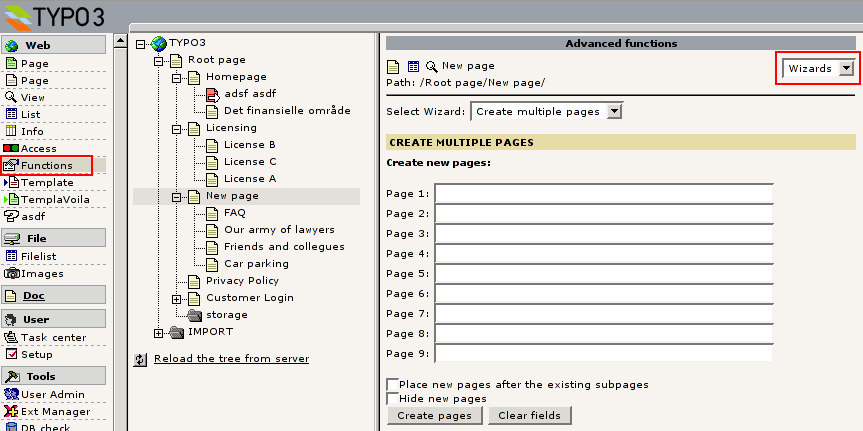 TYPO3
Web
Page
Page
View
List
Info
Access
Functions
Template
TemplaVoila
asdf
File
Filelist
Images
Doc
User
Task center
Setup
Tools
User Admin
Ext Manager
DB check
TYPO3
Root page
Homepage
adsf asdf
Det finansielle område
Licensing
License B
License C
License A
New page
FAQ
Our army of lawyers
Friends and collegues
Car parking
Privacy Policy
Customer Login
storage
IMPORT
Reload the tree from server
Advanced functions
New page
Wizards
Path: /Root page/New page/
Select Wizard: Create multiple pages
CREATE MULTIPLE PAGES
Create new pages:
Page 1:
Page 2:
Page 3:
Page 4:
Page 5:
Page 6:
Page 7:
Page 8:
Page 9:
Place new pages after the existing subpages
Hide new pages
Create pages Clear fields